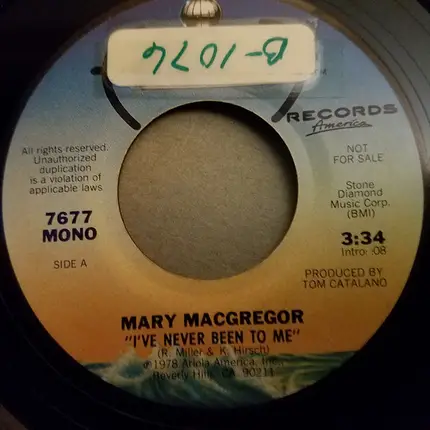 B-1076
RECORDS
America
All rights reserved.
Unauthorized
duplication
is a violation of
applicable laws
7677
MONO
SIDE A
NOT
FOR SALE
Stone
Diamond
Music Corp.
(BMI)
3:34
Intro: :08
PRODUCED BY
TOM CATALANO
MARY MACGREGOR
"I'VE NEVER BEEN TO ME"
(R. Miller & K. Hirsch)
℗1978 Ariola America, Inc.
Beverly Hills, CA. 90211